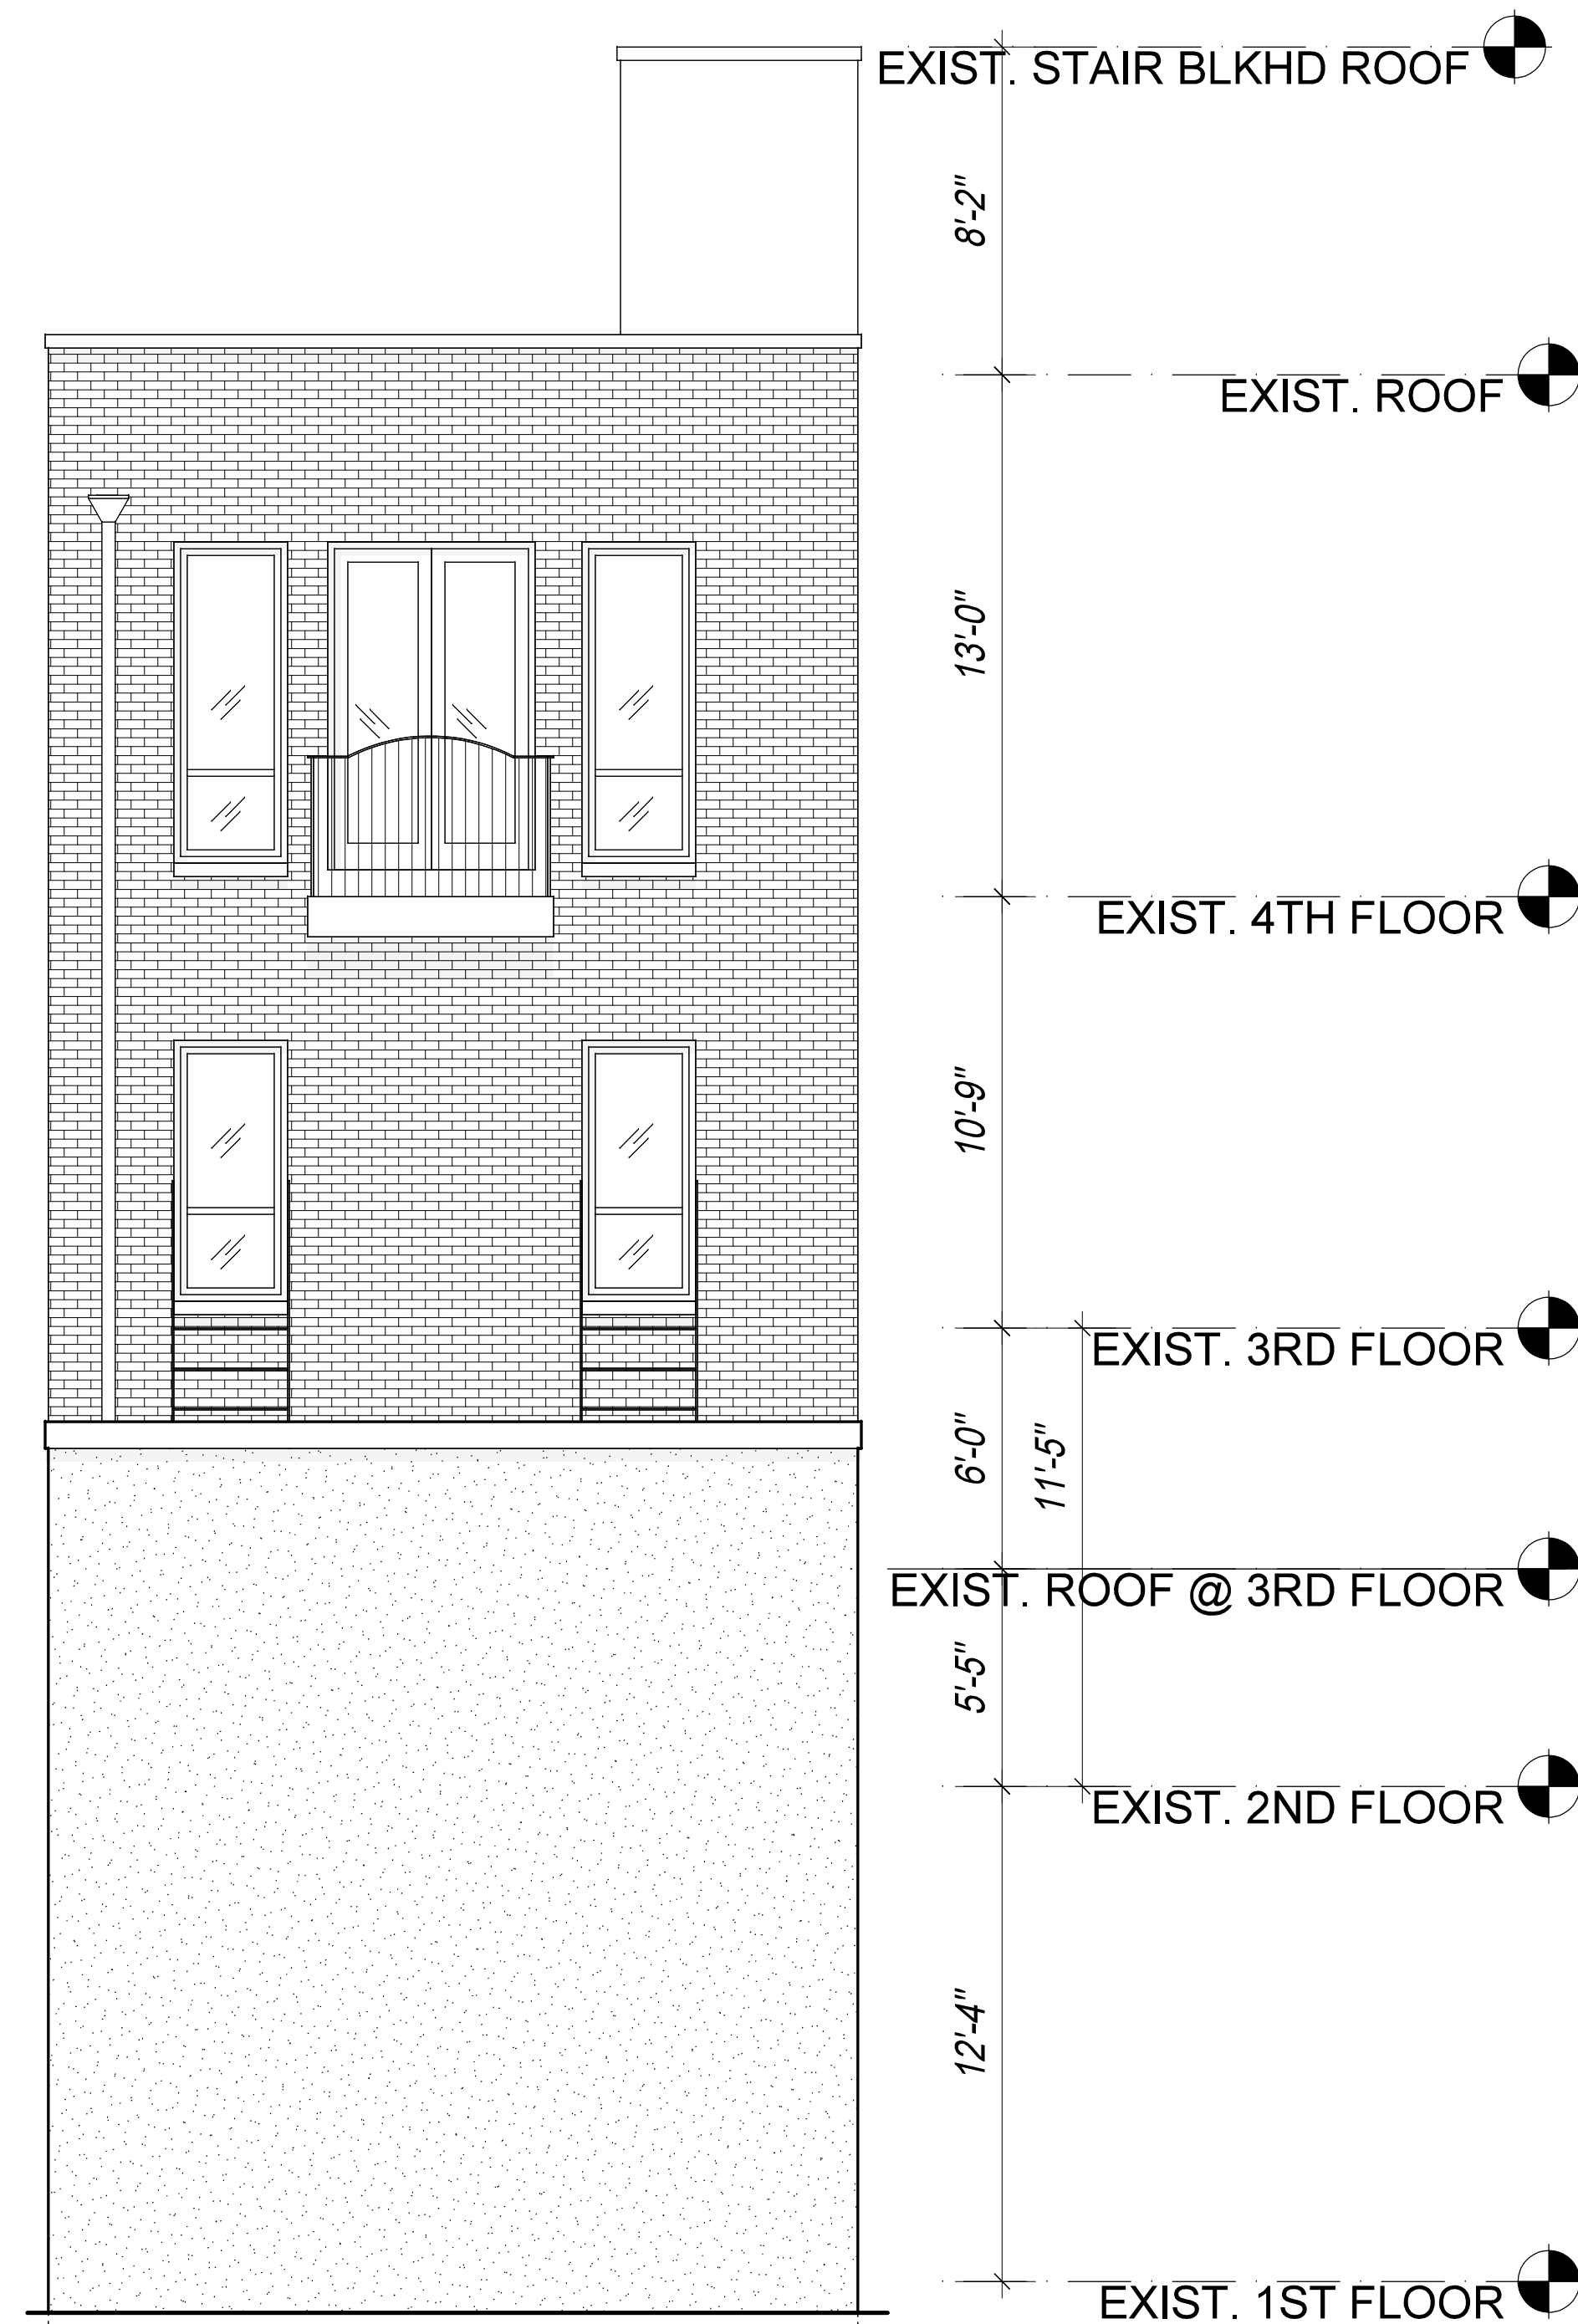 EXIST. STAIR BLKHD ROOF
8'-2"
EXIST. ROOF
13'-0"
EXIST. 4TH FLOOR
10'-9"
EXIST. 3RD FLOOR
6'-0"
11'-5"
EXIST. ROOF @ 3RD FLOOR
5'-5"
EXIST. 2ND FLOOR
12'-4"
EXIST. 1ST FLOOR